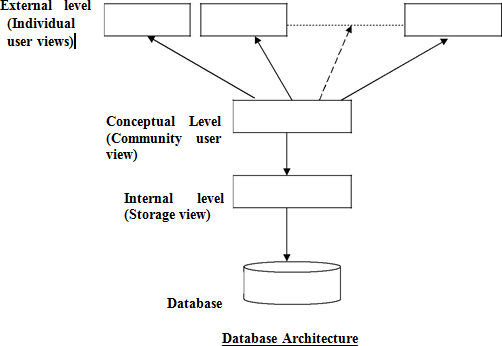 External level
(Individual
user views)
Conceptual Level
(Community user
view)
Internal level
(Storage view)
Database
Database Architecture